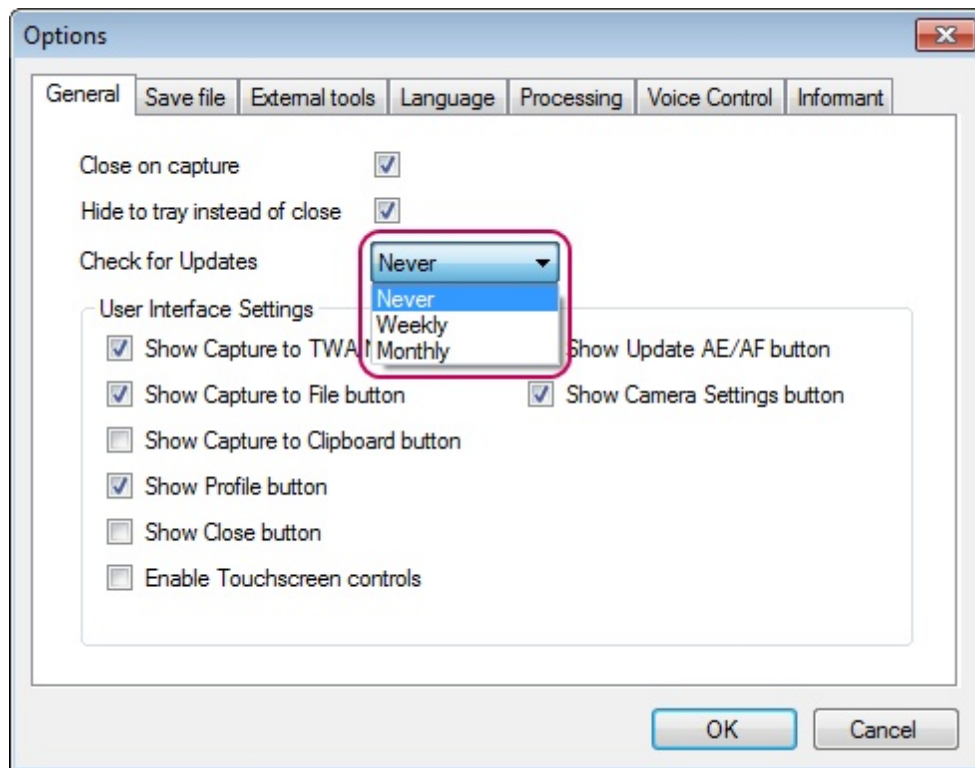 Options
General Save file External tools Language Processing Voice Control Informant
Close on capture
Hide to tray instead of close
Check for Updates Never
Never
Weekly
Monthly
User Interface Settings
Show Capture to Show Update AE/AF button
Show Capture to File button Show Camera Settings button
Show Capture to Clipboard button
Show Profile button
Show Close button
Enable Touchscreen controls
OK Cancel